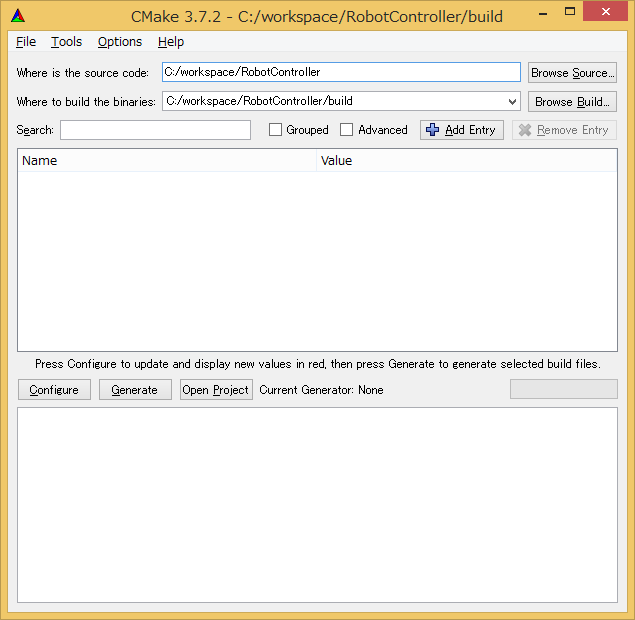 CMake 3.7.2 - C:/workspace/RobotController/build
File Tools Options Help
Where is the source code: C:/workspace/RobotController Browse Source...
Where to build the binaries: C:/workspace/RobotController/build Browse Build...
Search: Grouped Advanced Add Entry Remove Entry
Name Value
Press Configure to update and display new values in red, then press Generate to generate selected build files.
Configure Generate Open Project Current Generator: None